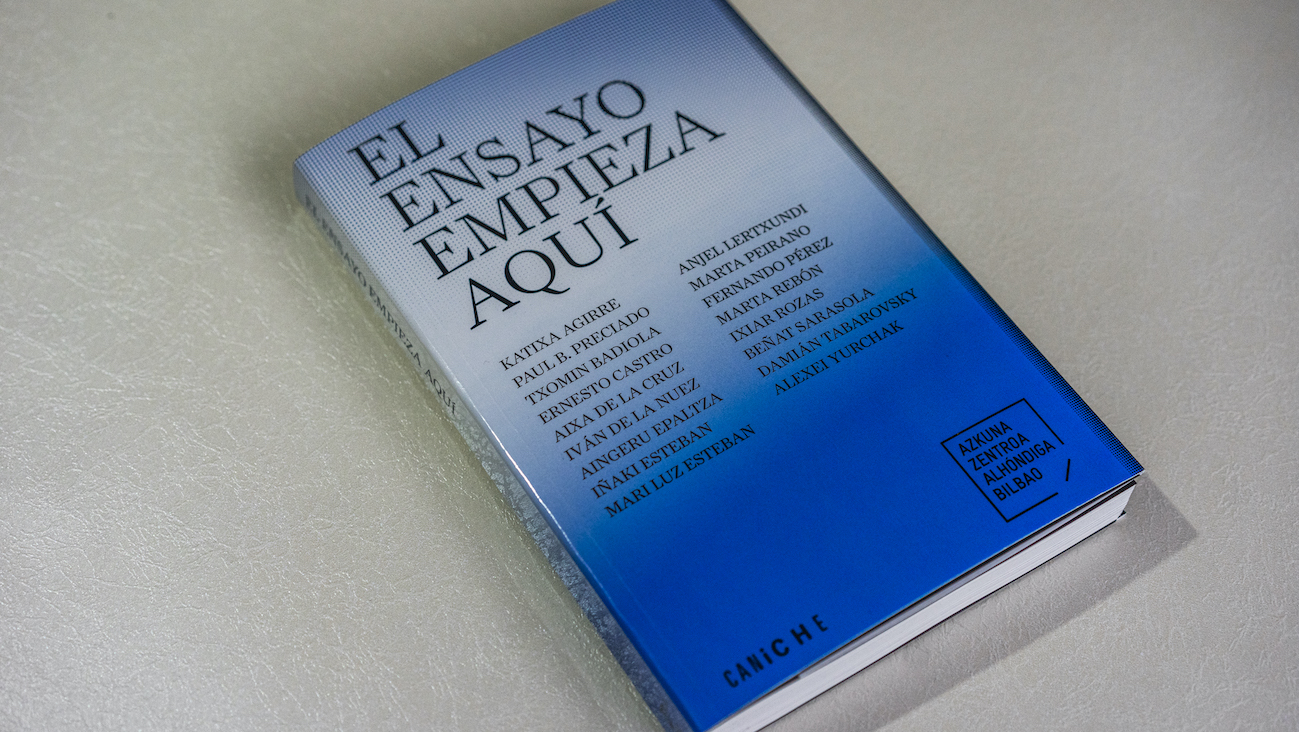 EL
ENSAYO
EMPIEZA
AQUÍ
KATIXA AGIRRE
PAUL B. PRECIADO
TXOMIN BADIOLA
ERNESTO CASTRO
AIXA DE LA CRUZ
IVÁN DE LA NUEZ
AINGERU EPALTZA
IÑAKI ESTEBAN
MARI LUZ ESTEBAN
ANJEL LERTXUNDI
MARTA PEIRANO
FERNANDO PÉREZ
MARTA REBÓN
IXIAR ROZAS
BEÑAT SARASOLA
DAMIÁN TABAROVSKY
ALEXEI YURCHAK
AZKUNA
ZENTROA
ALHÓNDIGA
BILBAO
CANiCHE
EL ENSAYO EMPIEZA AQUÍ